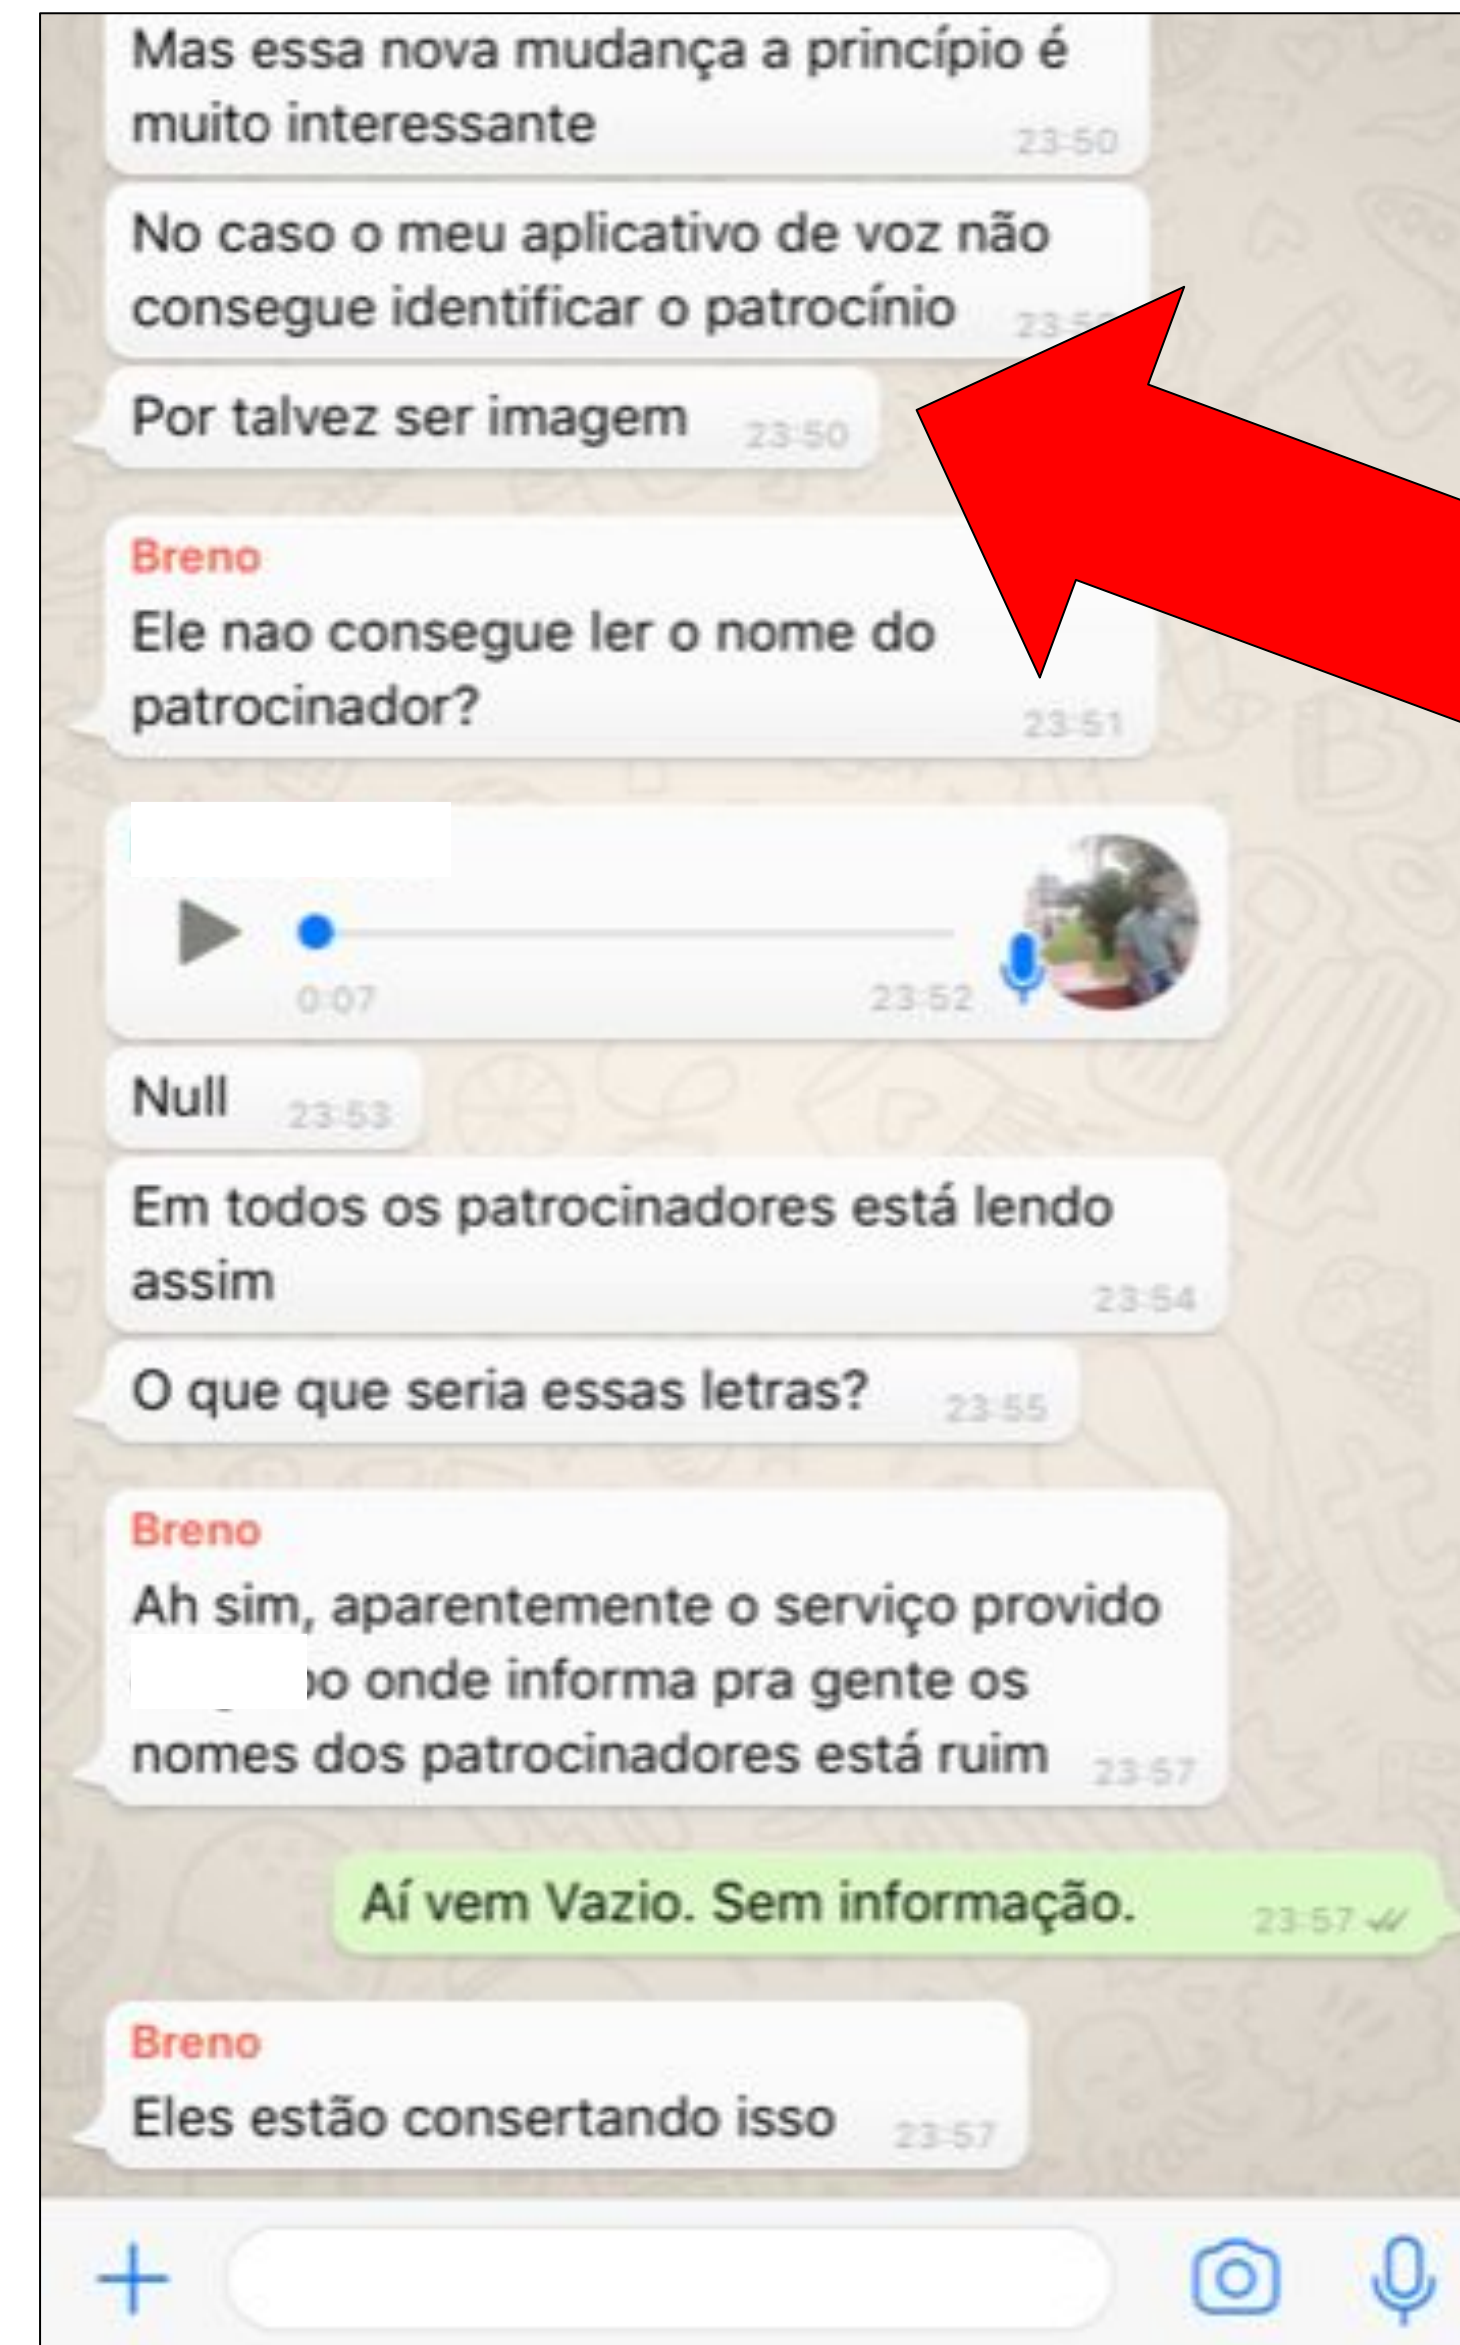 Mas essa nova mudança a princípio é
muito interessante 23:50
No caso o meu aplicativo de voz não
consegue identificar o patrocínio
Por talvez ser imagem 23:50
Breno
Ele nao consegue ler o nome do
patrocinador? 23:51
0:07 23:52
Null 23:53
Em todos os patrocinadores está lendo
assim 23:54
O que que seria essas letras? 23:55
Breno
Ah sim, aparentemente o serviço provido
onde informa pra gente os
nomes dos patrocinadores está ruim 23:57
Aí vem Vazio. Sem informação. 23:57
Breno
Eles estão consertando isso 23:57